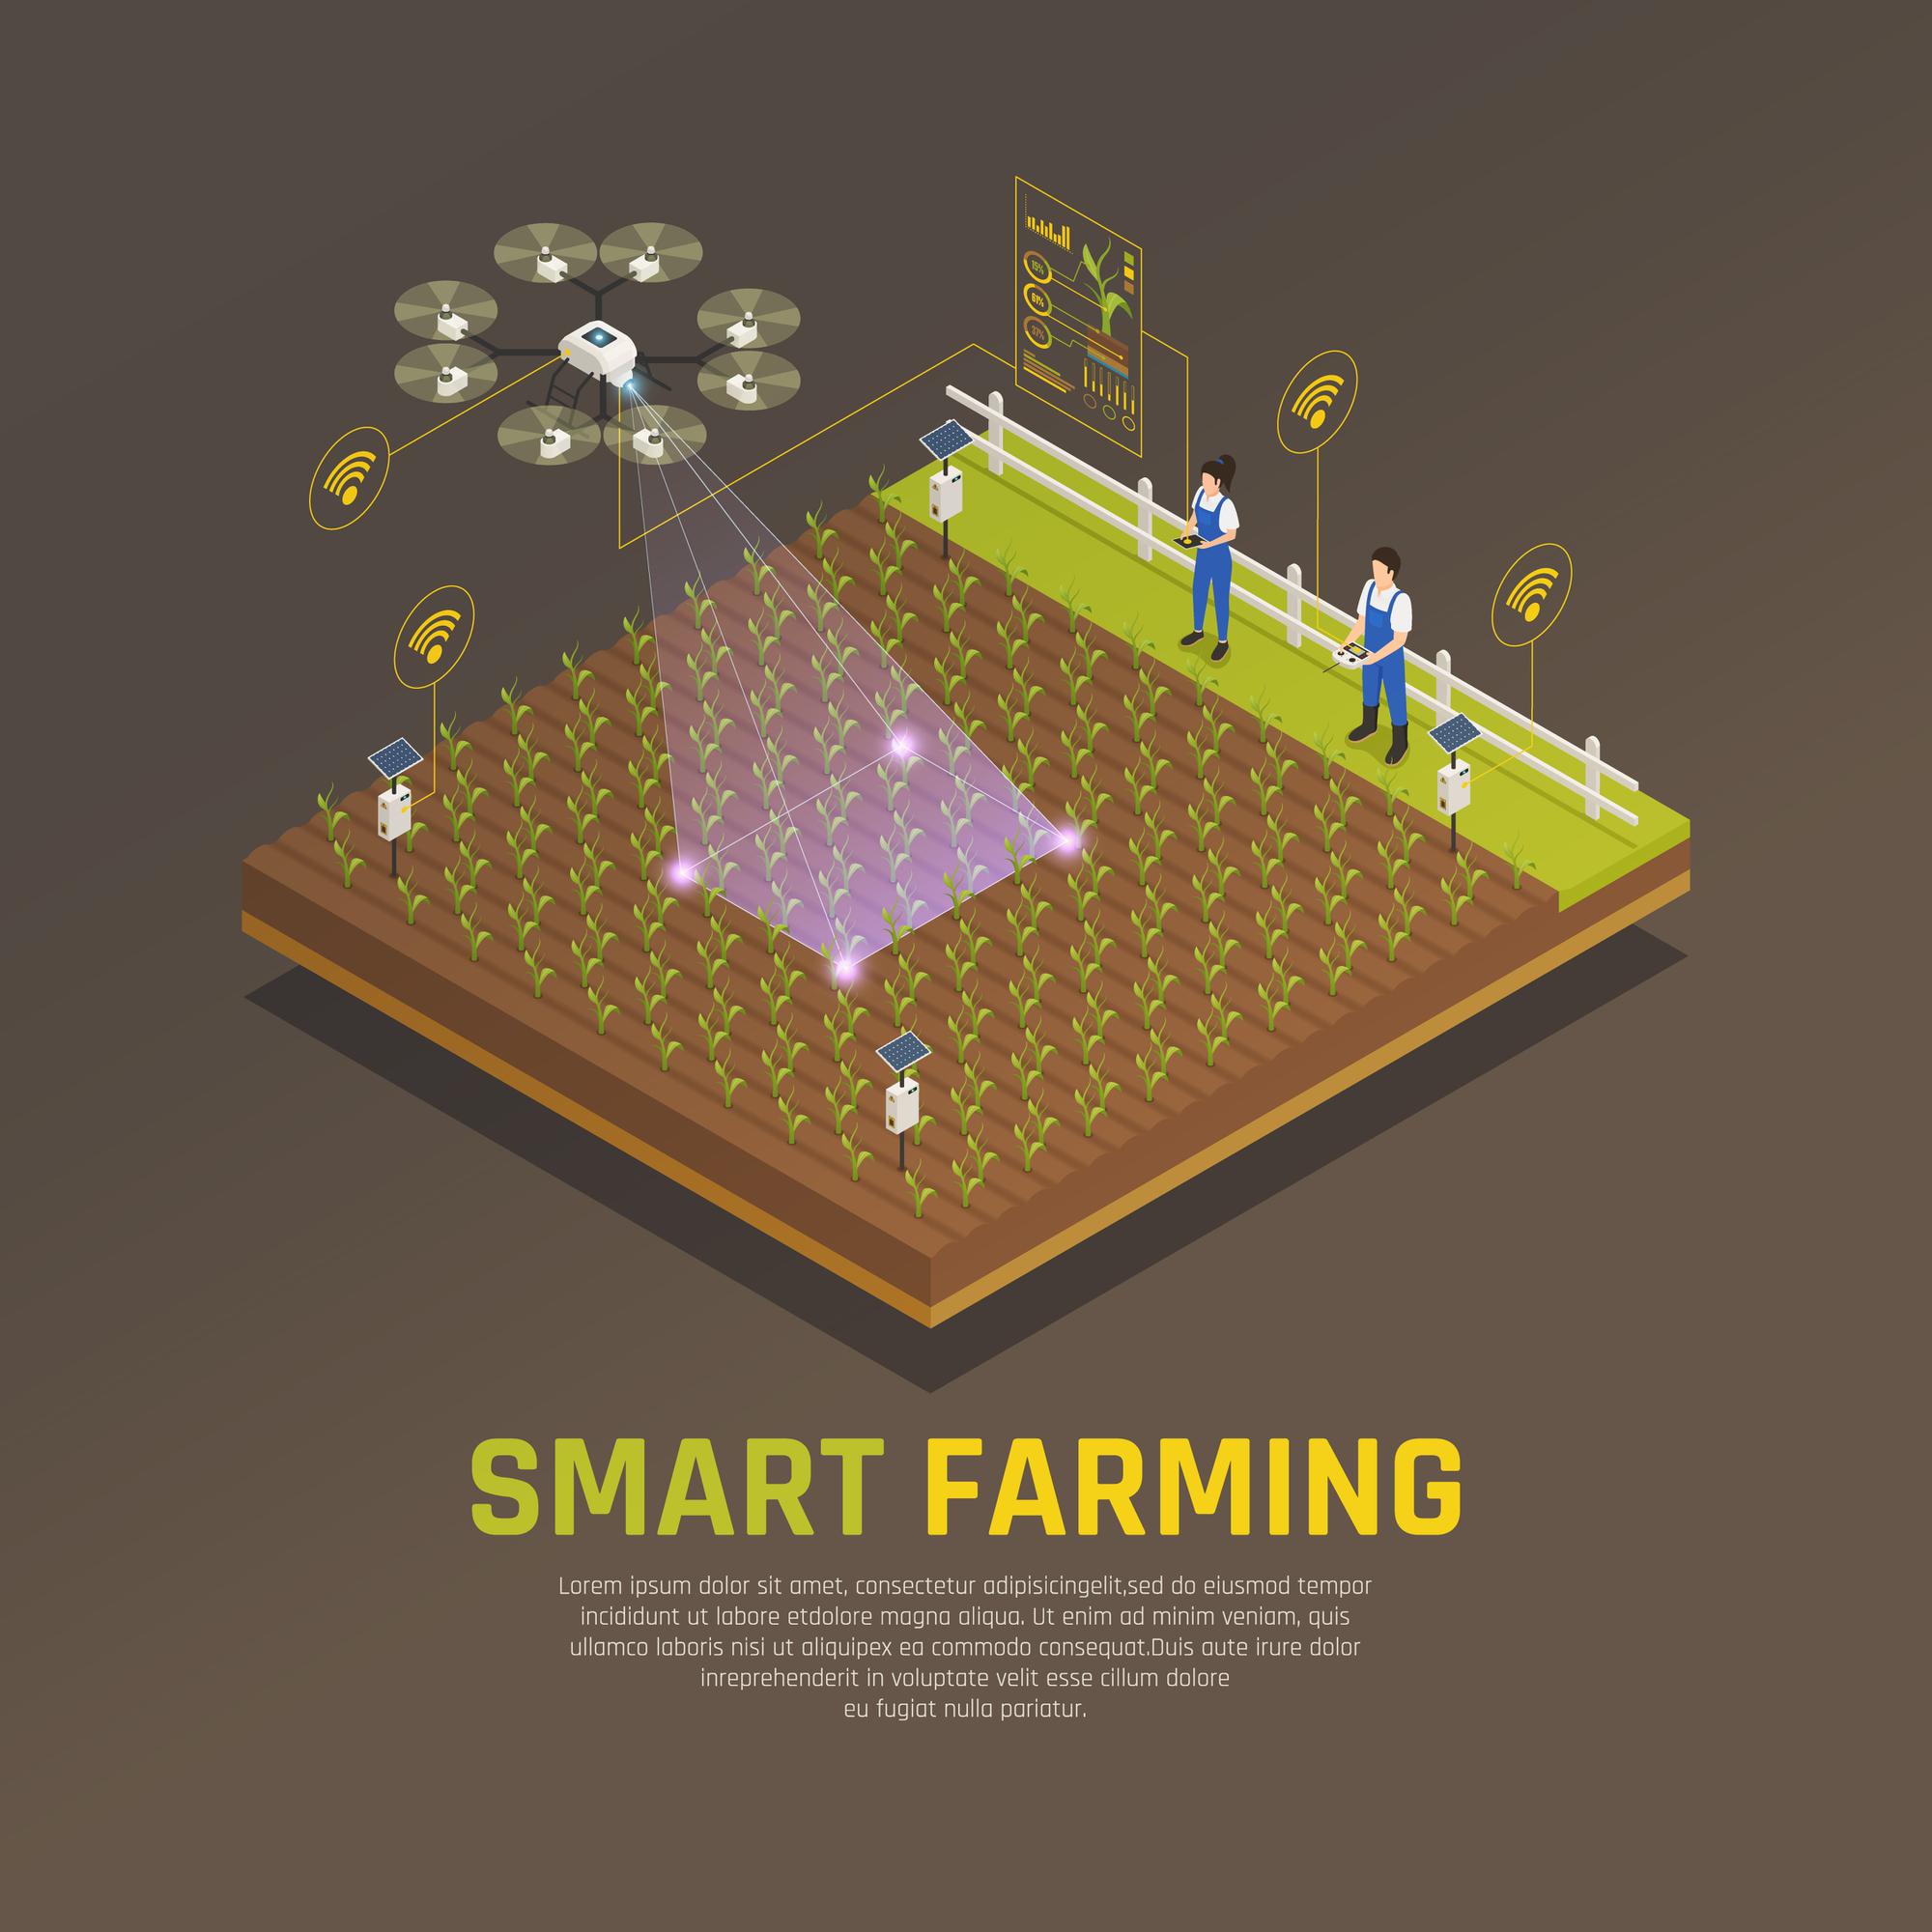 15%
61%
37%
SMART FARMING
Lorem ipsum dolor sit amet, consectetur adipisicingelit,sed do eiusmod tempor
incididunt ut labore etdolore magna aliqua. Ut enim ad minim veniam, quis
ullamco laboris nisi ut aliquipex ea commodo consequat.Duis aute irure dolor
inreprehenderit in voluptate velit esse cillum dolore
eu fugiat nulla pariatur.